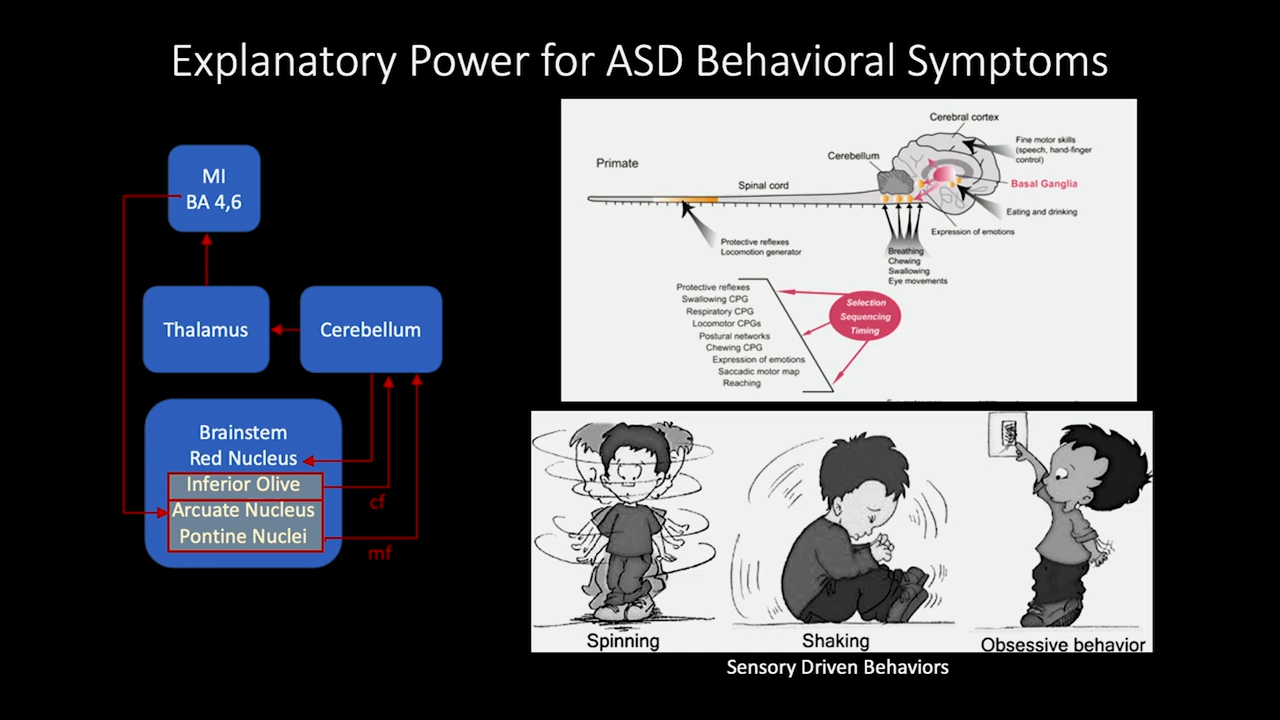 Explanatory Power for ASD Behavioral Symptoms
MI
BA 4,6
Thalamus
Cerebellum
Brainstem
Red Nucleus
Inferior Olive
Arcuate Nucleus
Pontine Nuclei
cf
mf
Primate
Spinal cord
Cerebellum
Cerebral cortex
Fine motor skills
(speech, hand-finger
control)
Basal Ganglia
Eating and drinking
Expression of emotions
Protective reflexes
Locomotion generator
Breathing
Chewing
Swallowing
Eye movements
Protective reflexes
Swallowing CPG
Respiratory CPG
Locomotor CPGs
Postural networks
Chewing CPG
Expression of emotions
Saccadic motor map
Reaching
Selection
Sequencing
Timing
Spinning
Shaking
Obsessive behavior
Sensory Driven Behaviors